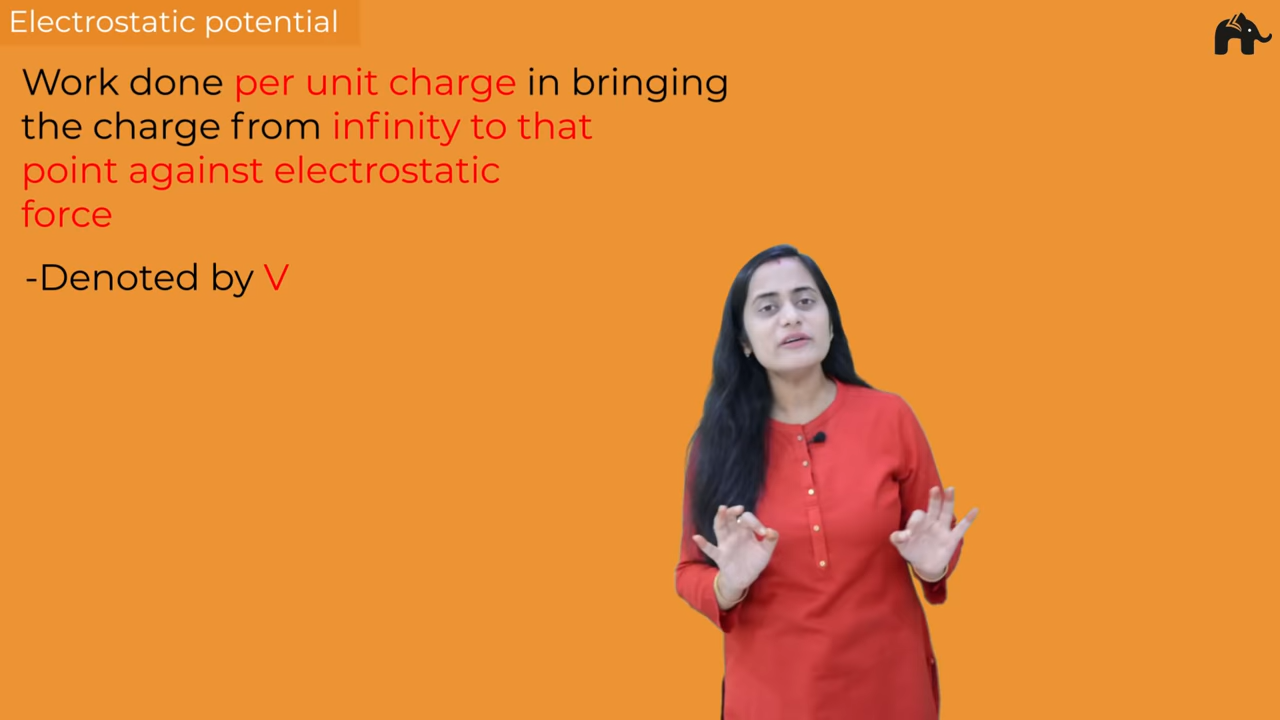 Electrostatic potential
Work done per unit charge in bringing
the charge from infinity to that
point against electrostatic
force
-Denoted by V